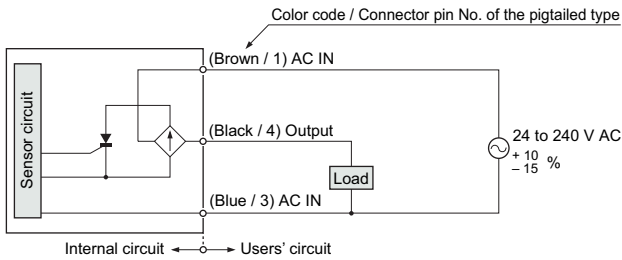 Color code / Connector pin No. of the pigtailed type
(Brown / 1) AC IN
Sensor circuit
(Black / 4) Output
24 to 240 V AC
+ 10
– 15 %
Load
(Blue / 3) AC IN
Internal circuit
Users' circuit